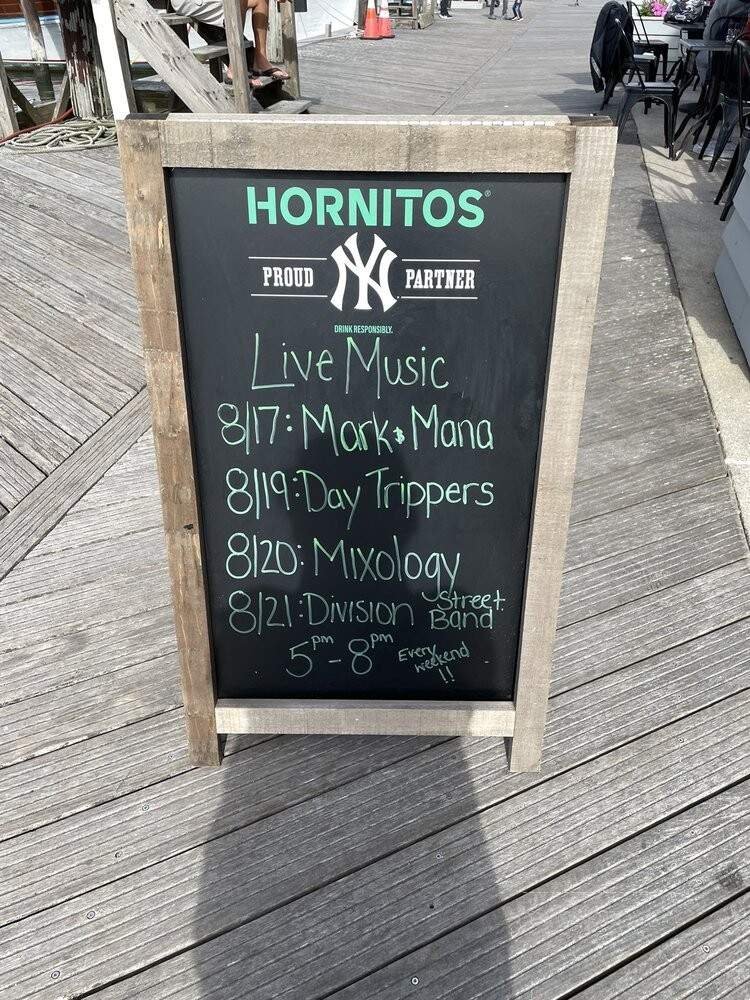 HORNITOS®
PROUD NY PARTNER
DRINK RESPONSIBLY.
Live Music
8/17: Mark & Mana
8/19: Day Trippers
8/20: Mixology
8/21: Division Street Band
5pm - 8pm Every weekend !!